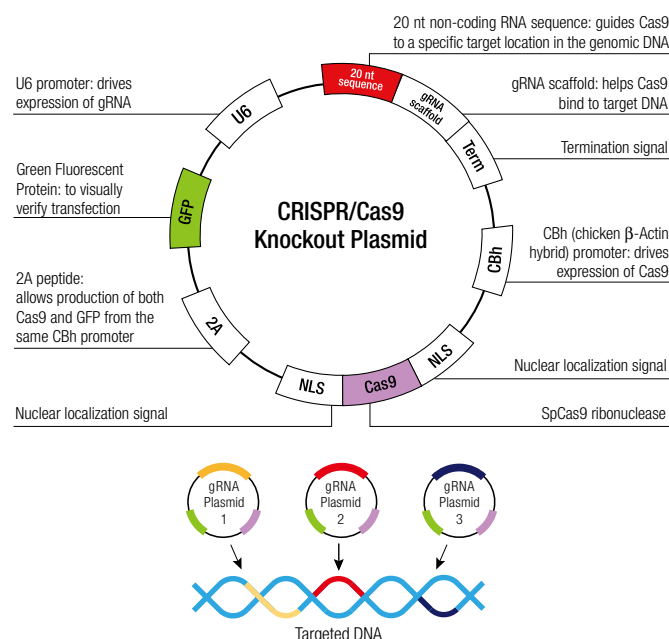 20 nt non-coding RNA sequence: guides Cas9
to a specific target location in the genomic DNA
U6 promoter: drives
expression of gRNA
20 nt
sequence
gRNA
scaffold
gRNA scaffold: helps Cas9
bind to target DNA
U6
Term
Termination signal
Green Fluorescent
Protein: to visually
verify transfection
GFP
CRISPR/Cas9
Knockout Plasmid
CBh
CBh (chicken β-Actin
hybrid) promoter: drives
expression of Cas9
2A peptide:
allows production of both
Cas9 and GFP from the
same CBh promoter
2A
NLS
Cas9
NLS
Nuclear localization signal
Nuclear localization signal
SpCas9 ribonuclease
gRNA
Plasmid
1
gRNA
Plasmid
2
gRNA
Plasmid
3
Targeted DNA